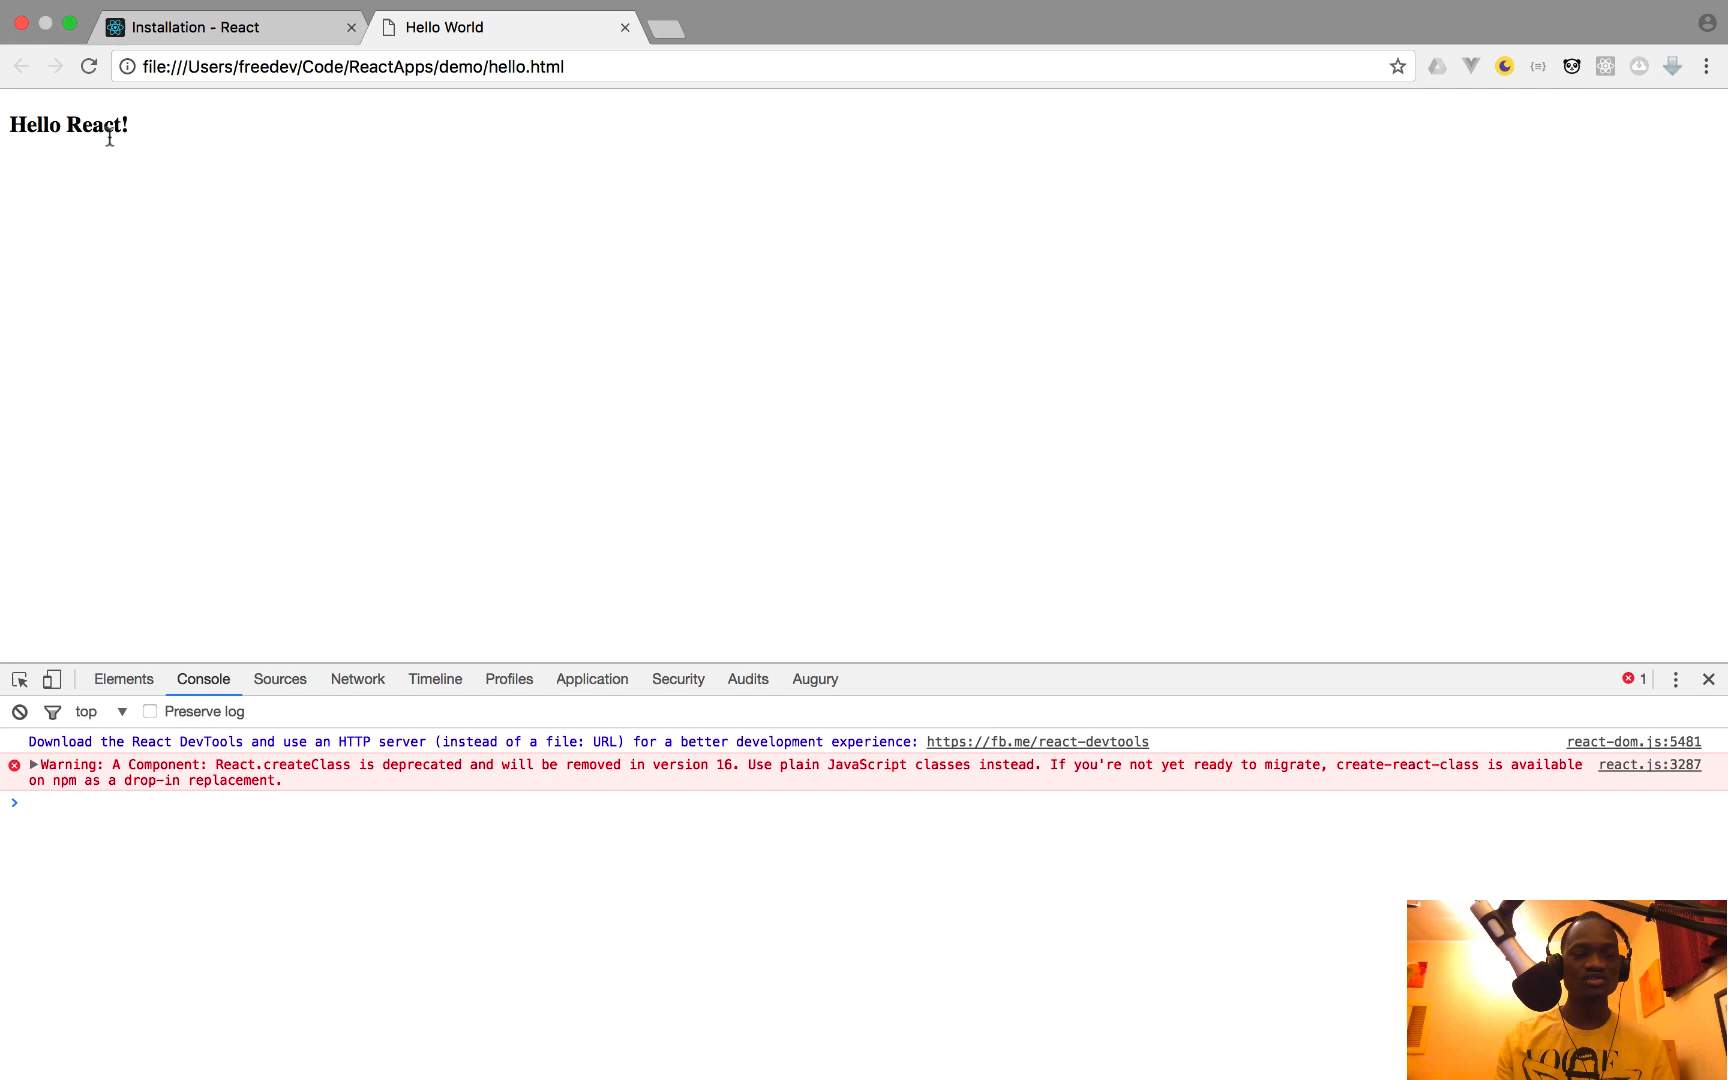 Installation - React
Hello World
file:///Users/freedev/Code/ReactApps/demo/hello.html
Hello React!
Elements Console Sources Network Timeline Profiles Application Security Audits Augury 1
top Preserve log
Download the React DevTools and use an HTTP server (instead of a file: URL) for a better development experience: https://fb.me/react-devtools react-dom.js:5481
Warning: A Component: React.createClass is deprecated and will be removed in version 16. Use plain JavaScript classes instead. If you're not yet ready to migrate, create-react-class is available react.js:3287
on npm as a drop-in replacement.